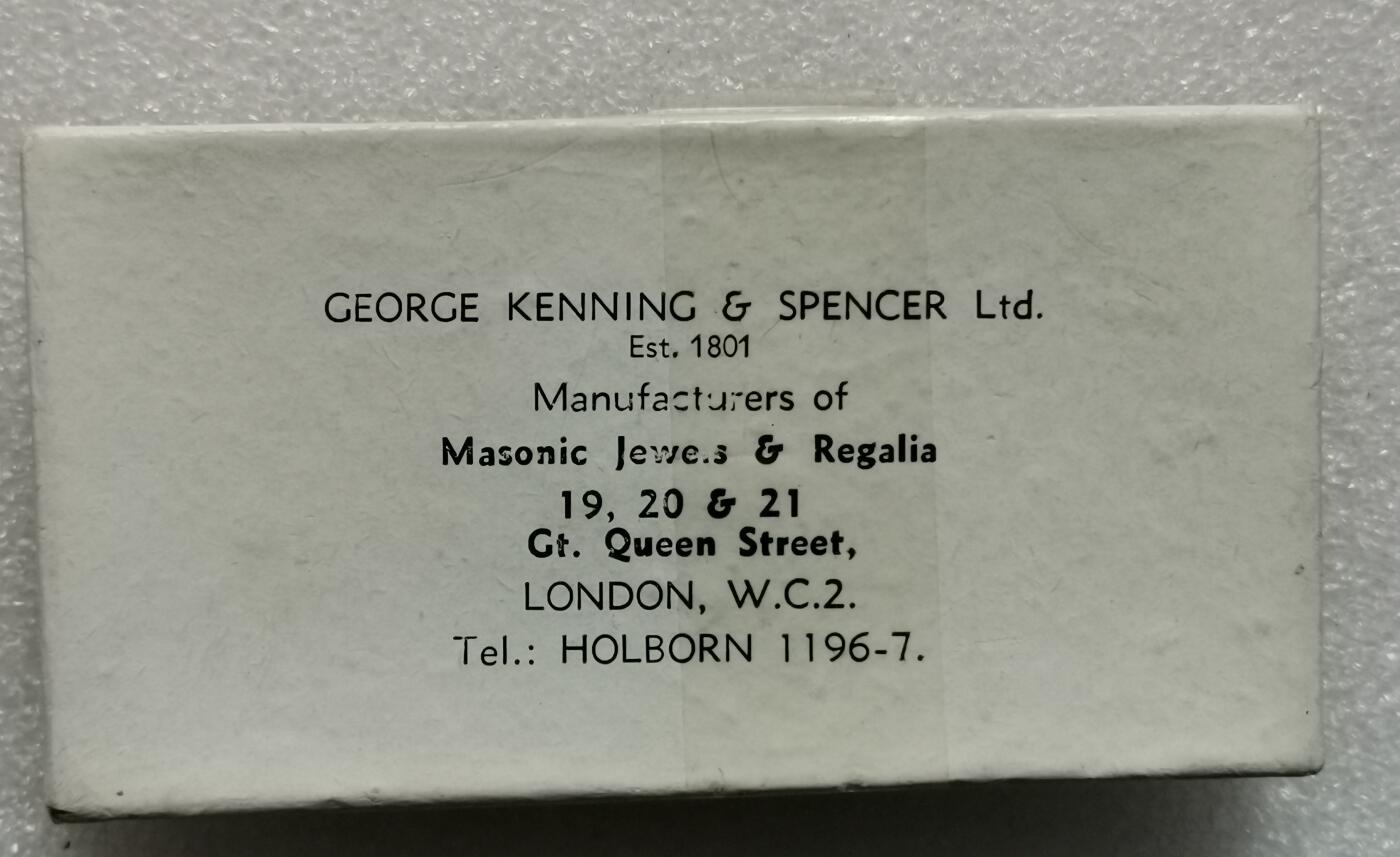 GEORGE KENNING & SPENCER Ltd.
Est. 1801
Manufacturers of
Masonic Jewels & Regalia
19, 20 & 21
Gt. Queen Street,
LONDON, W.C.2.
Tel.: HOLBORN 1196-7.